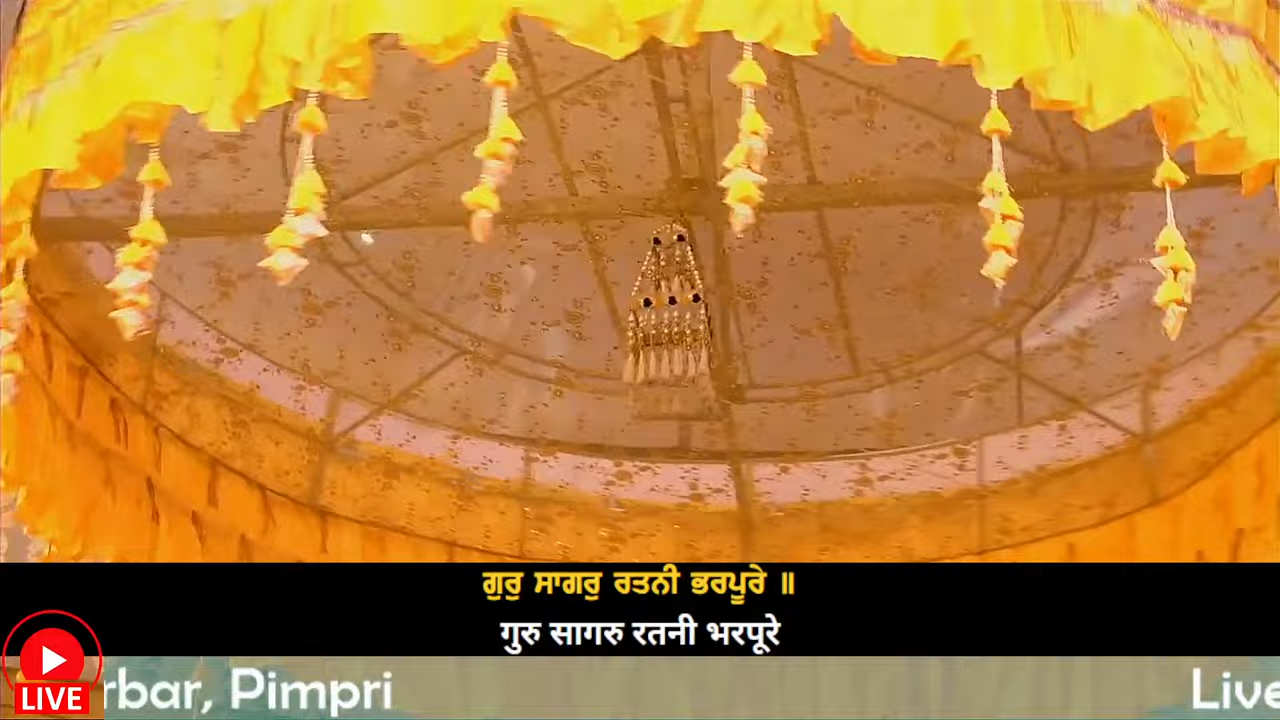 ਗੁਰੁ ਸਾਗਰੁ ਰਤਨੀ ਭਰਪੂਰੇ ॥
गुरु सागरु रतनी भरपूरे
LIVE
rbar, Pimpri
Live